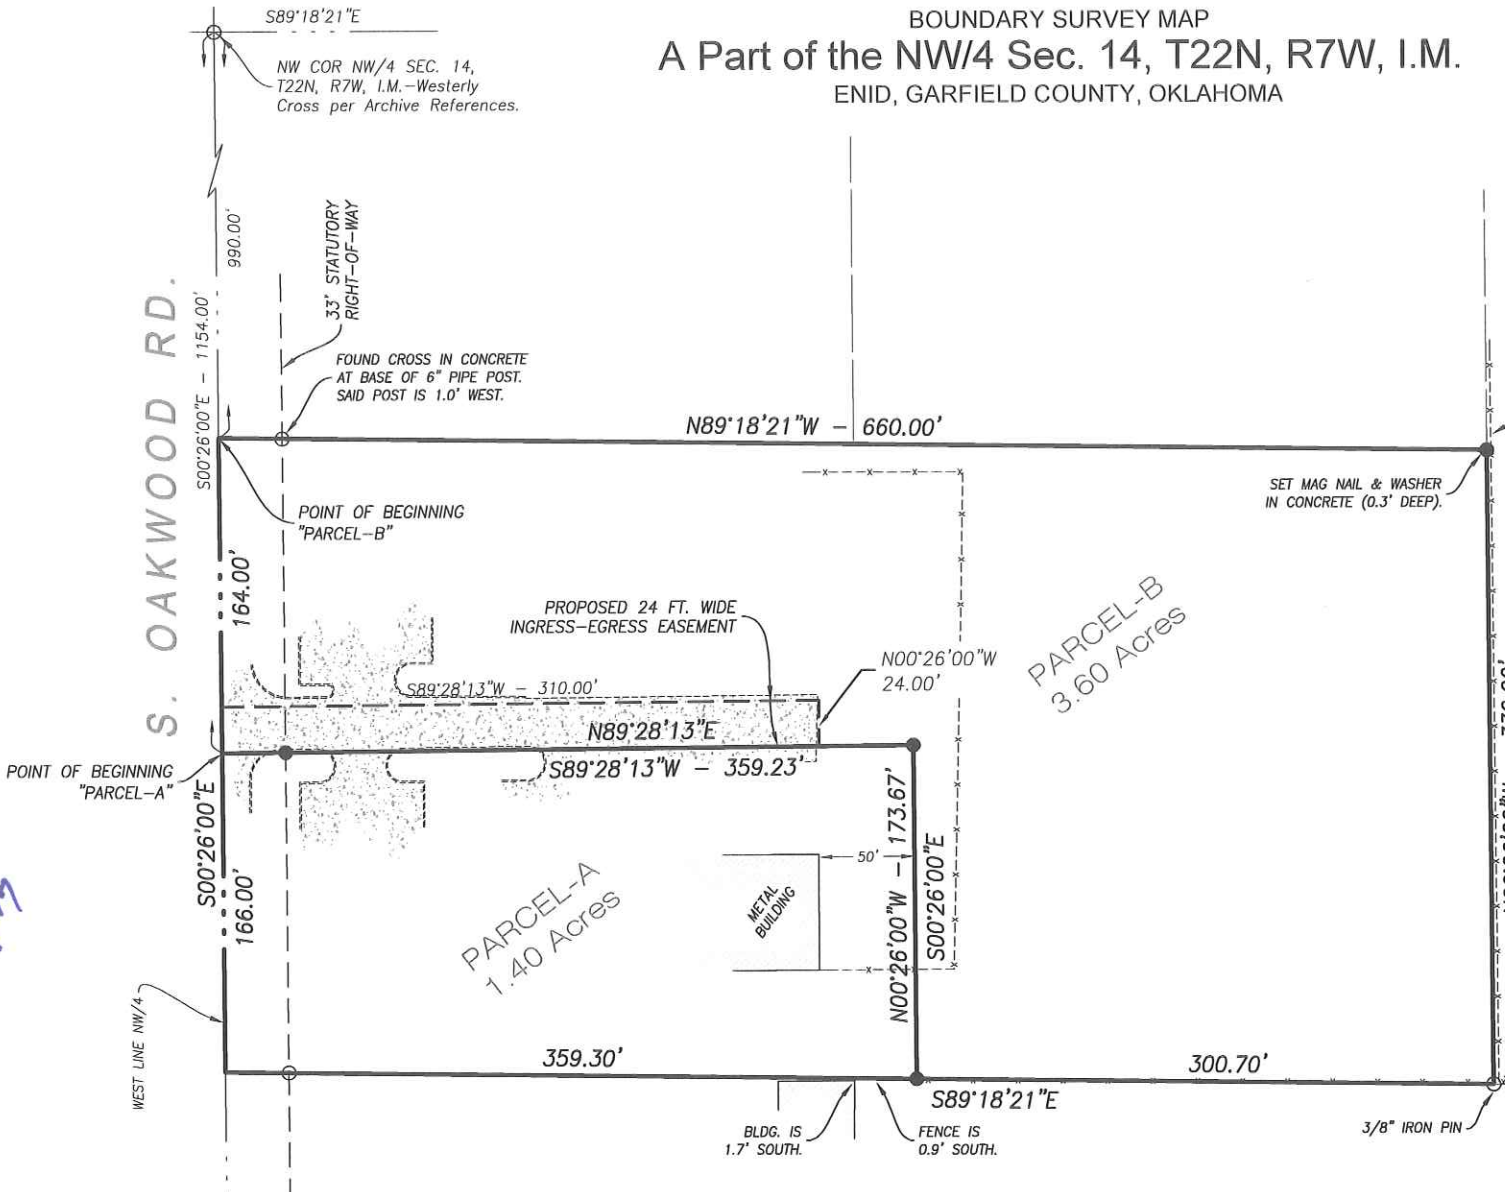 BOUNDARY SURVEY MAP
A Part of the NW/4 Sec. 14, T22N, R7W, I.M.
ENID, GARFIELD COUNTY, OKLAHOMA
S89°18'21"E
NW COR NW/4 SEC. 14,
T22N, R7W, I.M.-Westerly
Cross per Archive References.
990.00'
S00°26'00"E - 1154.00'
33' STATUTORY
RIGHT-OF-WAY
S. OAKWOOD RD.
FOUND CROSS IN CONCRETE
AT BASE OF 6" PIPE POST.
SAID POST IS 1.0' WEST.
N89°18'21"W - 660.00'
SET MAG NAIL & WASHER
IN CONCRETE (0.3' DEEP).
POINT OF BEGINNING
"PARCEL-B"
164.00'
PROPOSED 24 FT. WIDE
INGRESS-EGRESS EASEMENT
N00°26'00"W
24.00'
PARCEL-B
3.60 Acres
S89°28'13"W - 310.00'
N89°28'13"E
S89°28'13"W - 359.23'
POINT OF BEGINNING
"PARCEL-A"
S00°26'00"E
166.00'
N00°26'00"W - 173.67'
S00°26'00"E
50'
METAL
BUILDING
PARCEL-A
1.40 Acres
WEST LINE NW/4
359.30'
300.70'
S89°18'21"E
BLDG. IS
1.7' SOUTH.
FENCE IS
0.9' SOUTH.
3/8" IRON PIN